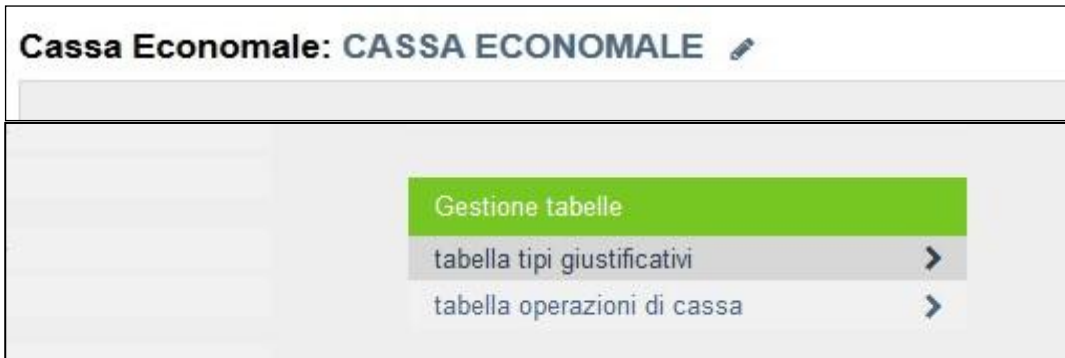 Cassa Economale: CASSA ECONOMALE
Gestione tabelle
tabella tipi giustificativi
tabella operazioni di cassa